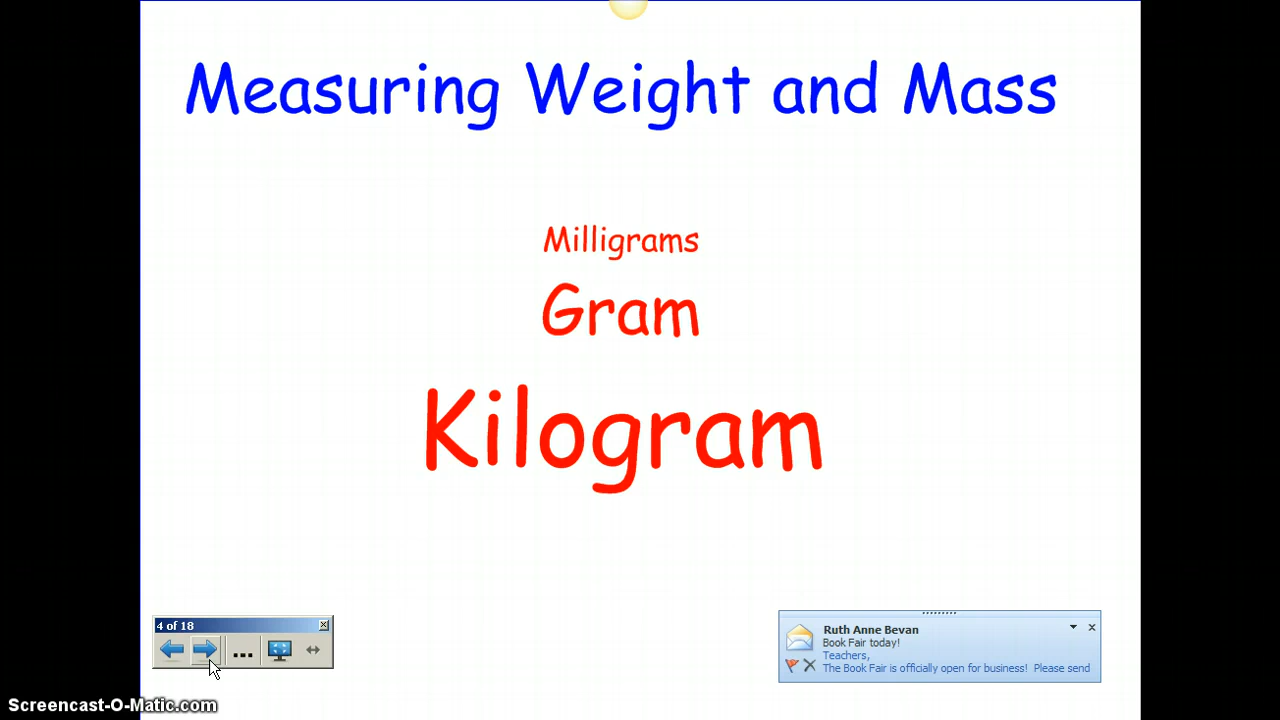 Measuring Weight and Mass
Milligrams
Gram
Kilogram
4 of 18
...
Ruth Anne Bevan
Book Fair today!
Teachers,
The Book Fair is officially open for business! Please send
Screencast-O-Matic.com